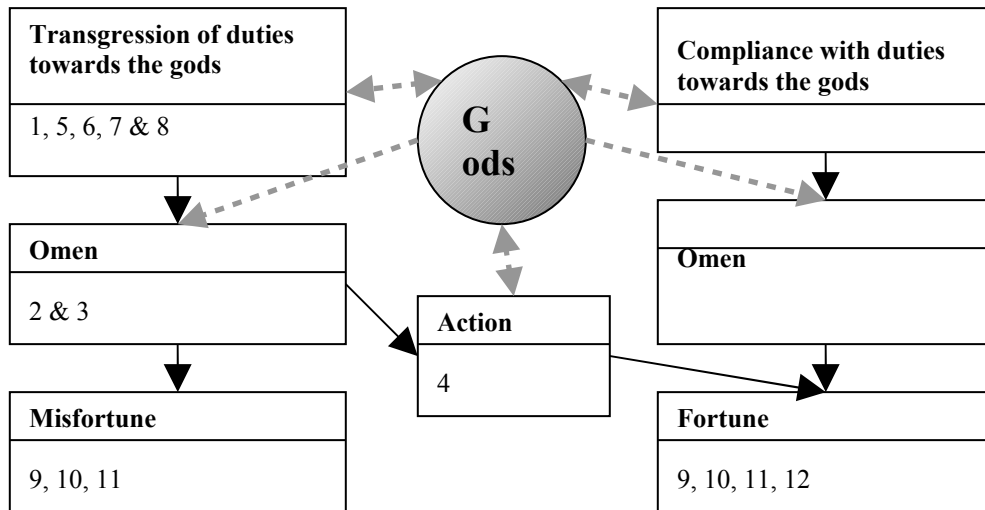 Transgression of duties
towards the gods
1, 5, 6, 7 & 8
G
ods
Compliance with duties
towards the gods
Omen
2 & 3
Action
4
Omen
Misfortune
9, 10, 11
Fortune
9, 10, 11, 12